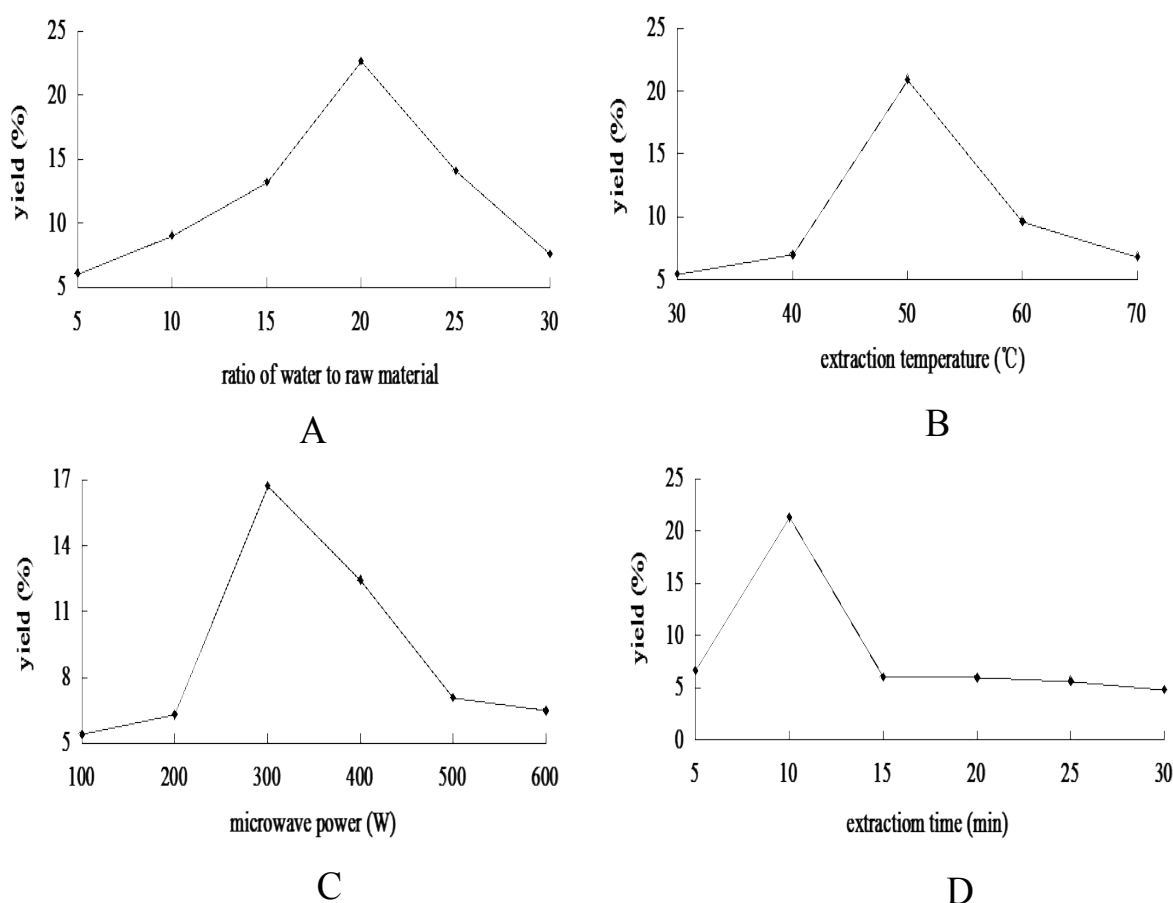 25
20
15
10
5
yield (%)
5 10 15 20 25 30
ratio of water to raw material
A
25
20
15
10
5
yield (%)
30 40 50 60 70
extraction temperature (℃)
B
17
14
11
8
5
yield (%)
100 200 300 400 500 600
microwave power (W)
C
25
20
15
10
5
0
yield (%)
5 10 15 20 25 30
extractiom time (min)
D